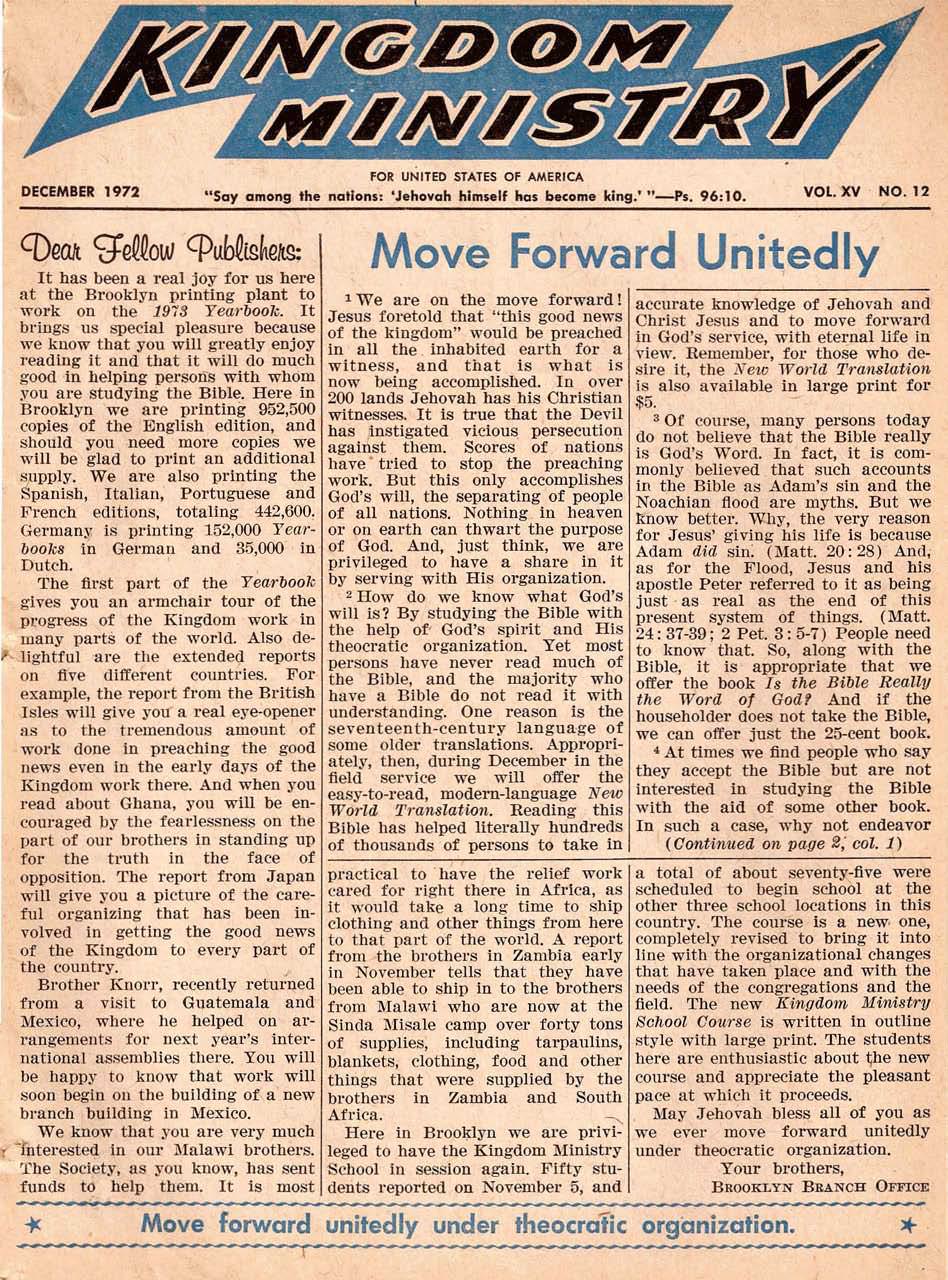 KINGDOM
MINISTRY
FOR UNITED STATES OF AMERICA
DECEMBER 1972
"Say among the nations: 'Jehovah himself has become king.' "—Ps. 96:10.
VOL. XV NO. 12
Dear Fellow Publishers:
It has been a real joy for us here
at the Brooklyn printing plant to
work on the 1973 Yearbook. It
brings us special pleasure because
we know that you will greatly enjoy
reading it and that it will do much
good in helping persons with whom
you are studying the Bible. Here in
Brooklyn we are printing 952,500
copies of the English edition, and
should you need more copies we
will be glad to print an additional
supply. We are also printing the
Spanish, Italian, Portuguese and
French editions, totaling 442,600.
Germany is printing 152,000 Year-
books in German and 35,000 in
Dutch.
The first part of the Yearbook
gives you an armchair tour of the
progress of the Kingdom work in
many parts of the world. Also de-
lightful are the extended reports
on five different countries. For
example, the report from the British
Isles will give you a real eye-opener
as to the tremendous amount of
work done in preaching the good
news even in the early days of the
Kingdom work there. And when you
read about Ghana, you will be en-
couraged by the fearlessness on the
part of our brothers in standing up
for the truth in the face of
opposition. The report from Japan
will give you a picture of the care-
ful organizing that has been in-
volved in getting the good news
of the Kingdom to every part of
the country.
Brother Knorr, recently returned
from a visit to Guatemala and
Mexico, where he helped on ar-
rangements for next year's inter-
national assemblies there. You will
be happy to know that work will
soon begin on the building of a new
branch building in Mexico.
We know that you are very much
interested in our Malawi brothers.
The Society, as you know, has sent
funds to help them. It is most
practical to have the relief work
cared for right there in Africa, as
it would take a long time to ship
clothing and other things from here
to that part of the world. A report
from the brothers in Zambia early
in November tells that they have
been able to ship in to the brothers
from Malawi who are now at the
Sinda Misale camp over forty tons
of supplies, including tarpaulins,
blankets, clothing, food and other
things that were supplied by the
brothers in Zambia and South
Africa.
Here in Brooklyn we are privi-
leged to have the Kingdom Ministry
School in session again. Fifty stu-
dents reported on November 5, and
a total of about seventy-five were
scheduled to begin school at the
other three school locations in this
country. The course is a new one,
completely revised to bring it into
line with the organizational changes
that have taken place and with the
needs of the congregations and the
field. The new Kingdom Ministry
School Course is written in outline
style with large print. The students
here are enthusiastic about the new
course and appreciate the pleasant
pace at which it proceeds.
May Jehovah bless all of you as
we ever move forward unitedly
under theocratic organization.
Your brothers,
BROOKLYN BRANCH OFFICE
Move Forward Unitedly
1 We are on the move forward!
Jesus foretold that "this good news
of the kingdom" would be preached
in all the inhabited earth for a
witness, and that is what is
now being accomplished. In over
200 lands Jehovah has his Christian
witnesses. It is true that the Devil
has instigated vicious persecution
against them. Scores of nations
have tried to stop the preaching
work. But this only accomplishes
God's will, the separating of people
of all nations. Nothing in heaven
or on earth can thwart the purpose
of God. And, just think, we are
privileged to have a share in it
by serving with His organization.
2 How do we know what God's
will is? By studying the Bible with
the help of God's spirit and His
theocratic organization. Yet most
persons have never read much of
the Bible, and the majority who
have a Bible do not read it with
understanding. One reason is the
seventeenth-century language of
some older translations. Appropri-
ately, then, during December in the
field service we will offer the
easy-to-read, modern-language New
World Translation. Reading this
Bible has helped literally hundreds
of thousands of persons to take in
accurate knowledge of Jehovah and
Christ Jesus and to move forward
in God's service, with eternal life in
view. Remember, for those who de-
sire it, the New World Translation
is also available in large print for
$5.
3 Of course, many persons today
do not believe that the Bible really
is God's Word. In fact, it is com-
monly believed that such accounts
in the Bible as Adam's sin and the
Noachian flood are myths. But we
know better. Why, the very reason
for Jesus' giving his life is because
Adam did sin. (Matt. 20:28) And,
as for the Flood, Jesus and his
apostle Peter referred to it as being
just as real as the end of this
present system of things. (Matt.
24:37-39; 2 Pet. 3:5-7) People need
to know that. So, along with the
Bible, it is appropriate that we
offer the book Is the Bible Really
the Word of God? And if the
householder does not take the Bible,
we can offer just the 25-cent book.
4 At times we find people who say
they accept the Bible but are not
interested in studying the Bible
with the aid of some other book.
In such a case, why not endeavor
(Continued on page 2, col. 1)
Move forward unitedly under theocratic organization.